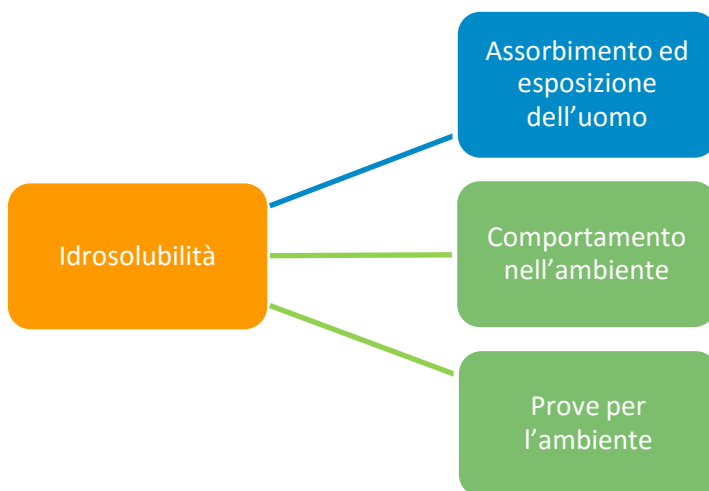 Assorbimento ed
esposizione
dell’uomo
Idrosolubilità
Comportamento
nell’ambiente
Prove per
l’ambiente